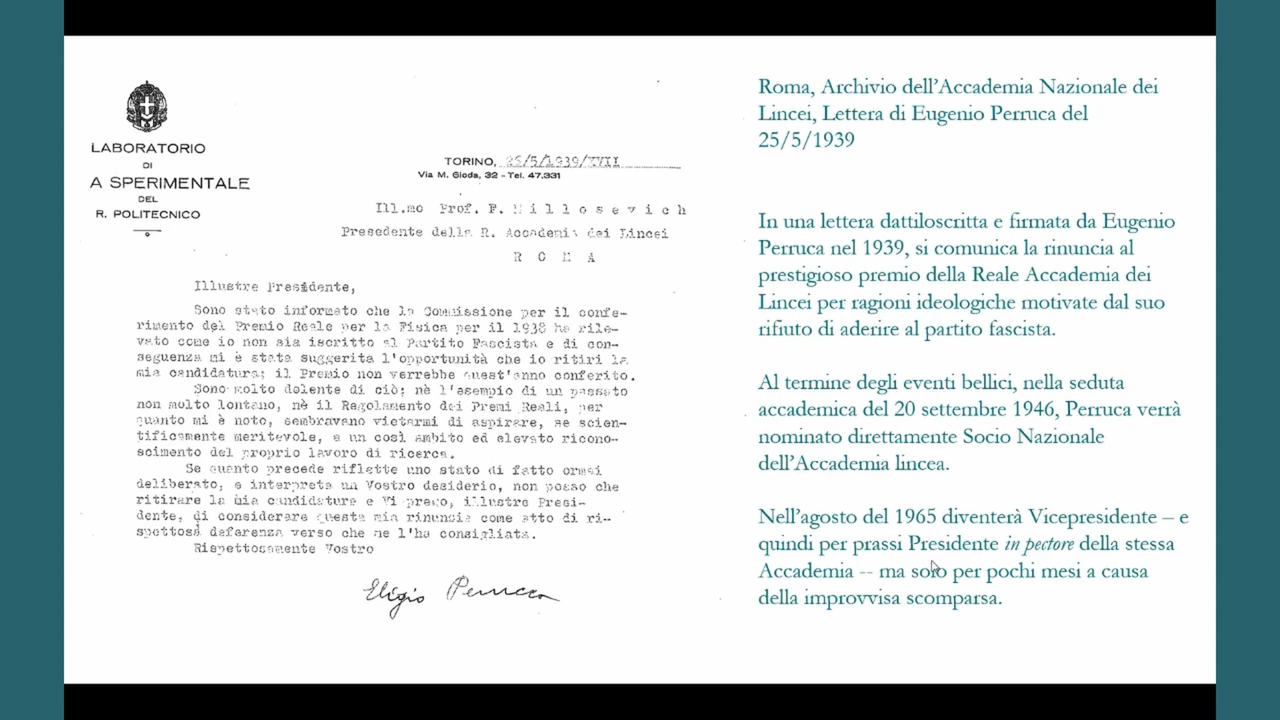 LABORATORIO
DI
A SPERIMENTALE
DEL
R. POLITECNICO
TORINO, 25/5/1939/XVII
Via M. Gioda, 32 - Tel. 47.331
Ill.mo Prof. F. Millosevich
Presedente della R. Accademia dei Lincei
R O M A
Illustre Presidente,
Sono stato informato che la Commissione per il confe-
rimento del Premio Reale per la Fisica per il 1938 ha rile-
vato come io non sia iscritto al Partito Fascista e di con-
seguenza mi è stata suggerita l'opportunità che io ritiri la
mia candidatura; il Premio non verrebbe quest'anno conferito.
Sono molto dolente di ciò; nè l'esempio di un passato
non molto lontano, nè il Regolamento dei Premi Reali, per
quanto mi è noto, sembravano vietarmi di aspirare, se scien-
tificamente meritevole, a un così ambito ed elevato ricono-
scimento del proprio lavoro di ricerca.
Se quanto precede riflette uno stato di fatto ormai
deliberato, e interpreta un Vostro desiderio, non posso che
ritirare la mia candidatura e Vi prego, illustre Presi-
dente, di considerare questa mia rinuncia come atto di ri-
spettosa deferenza verso che me l'ha consigliata.
Rispettosamente Vostro
Eligio Perucca
Roma, Archivio dell'Accademia Nazionale dei
Lincei, Lettera di Eugenio Perruca del
25/5/1939
In una lettera dattiloscritta e firmata da Eugenio
Perruca nel 1939, si comunica la rinuncia al
prestigioso premio della Reale Accademia dei
Lincei per ragioni ideologiche motivate dal suo
rifiuto di aderire al partito fascista.
Al termine degli eventi bellici, nella seduta
accademica del 20 settembre 1946, Perruca verrà
nominato direttamente Socio Nazionale
dell'Accademia lincea.
Nell'agosto del 1965 diventerà Vicepresidente – e
quindi per prassi Presidente in pectore della stessa
Accademia -- ma solo per pochi mesi a causa
della improvvisa scomparsa.